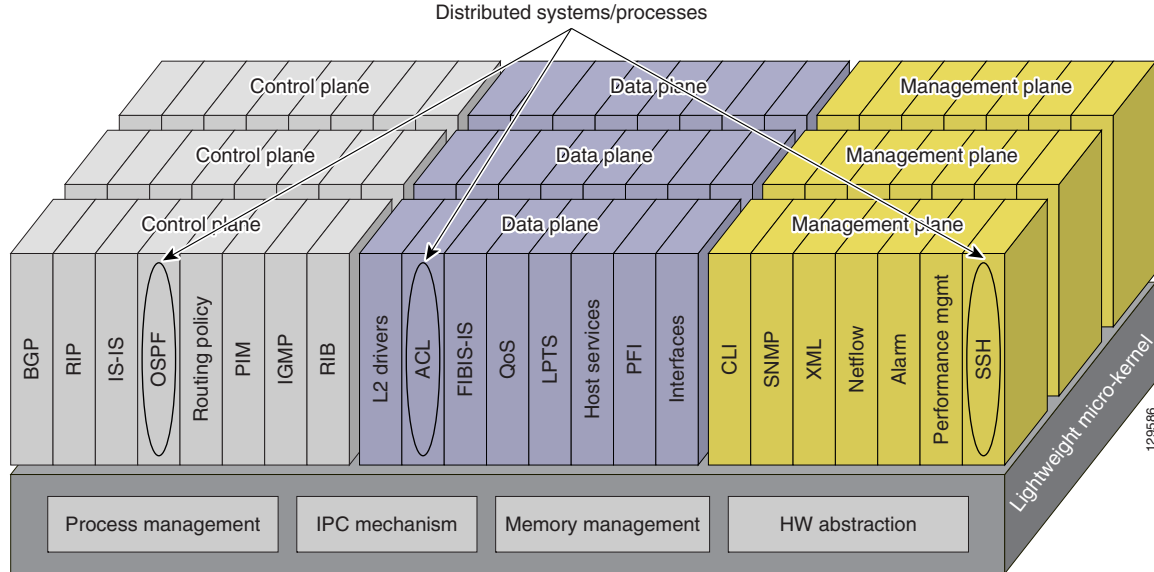 Distributed systems/processes
Control plane
Data plane
Management plane
Control plane
Data plane
Management plane
Control plane
Data plane
Management plane
BGP
RIP
IS-IS
OSPF
Routing policy
PIM
IGMP
RIB
L2 drivers
ACL
FIBIS-IS
QoS
LPTS
Host services
PFI
Interfaces
CLI
SNMP
XML
Netflow
Alarm
Performance mgmt
SSH
Lightweight micro-kernel
129586
Process management
IPC mechanism
Memory management
HW abstraction